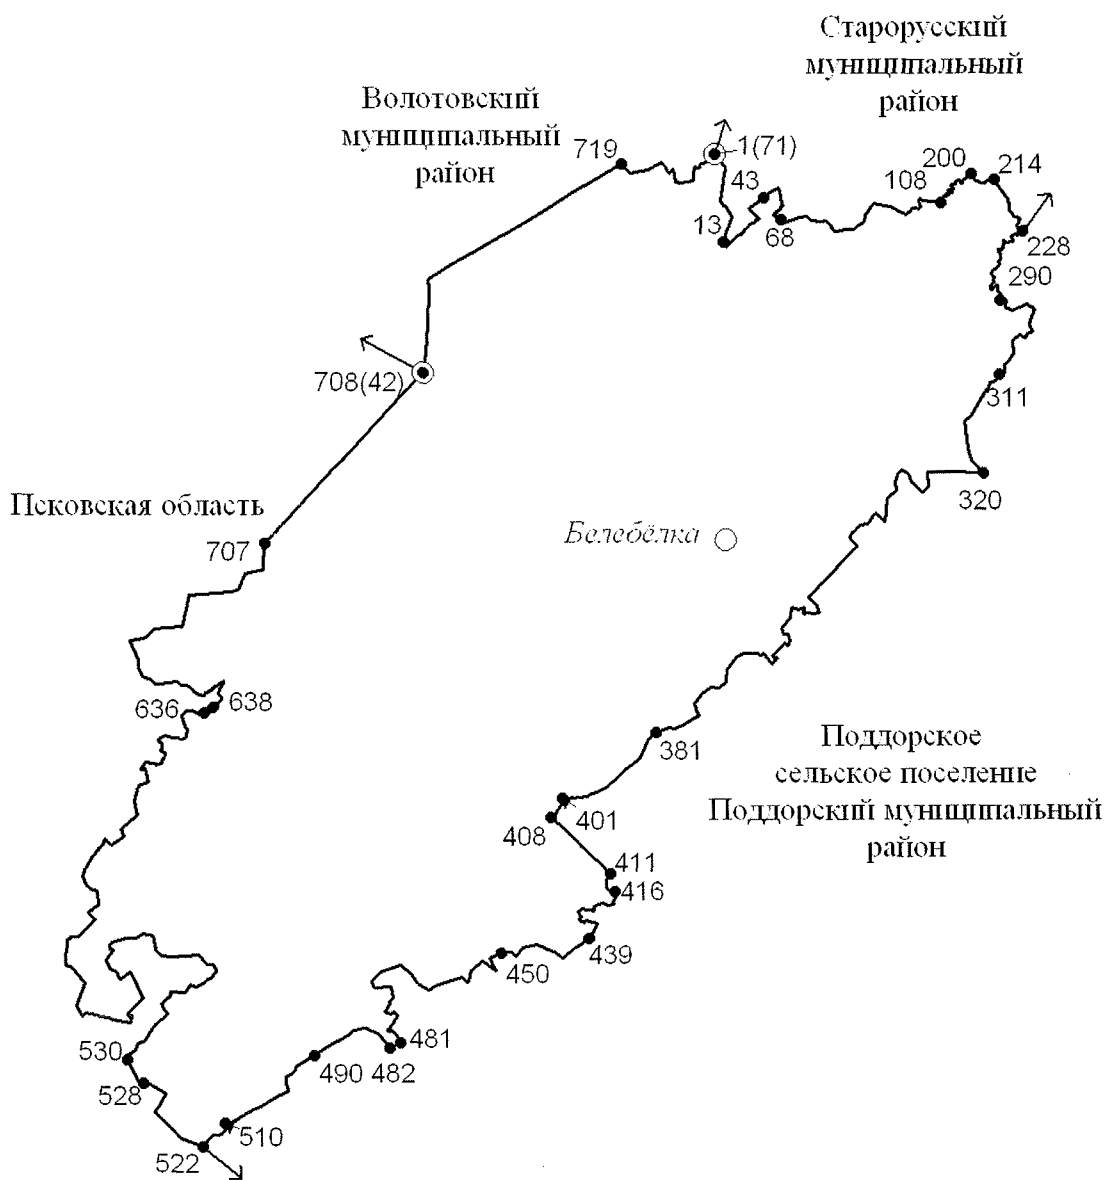 Старорусский
муниципальный
район
Волотовский
муниципальный
район
719
1(71)
43
13
68
108
200
214
228
290
311
320
708(42)
Псковская область
707
Белебёлка
636
638
381
Поддорское
сельское поселение
Поддорский муниципальный
район
401
408
411
416
439
450
481
482
490
530
528
510
522